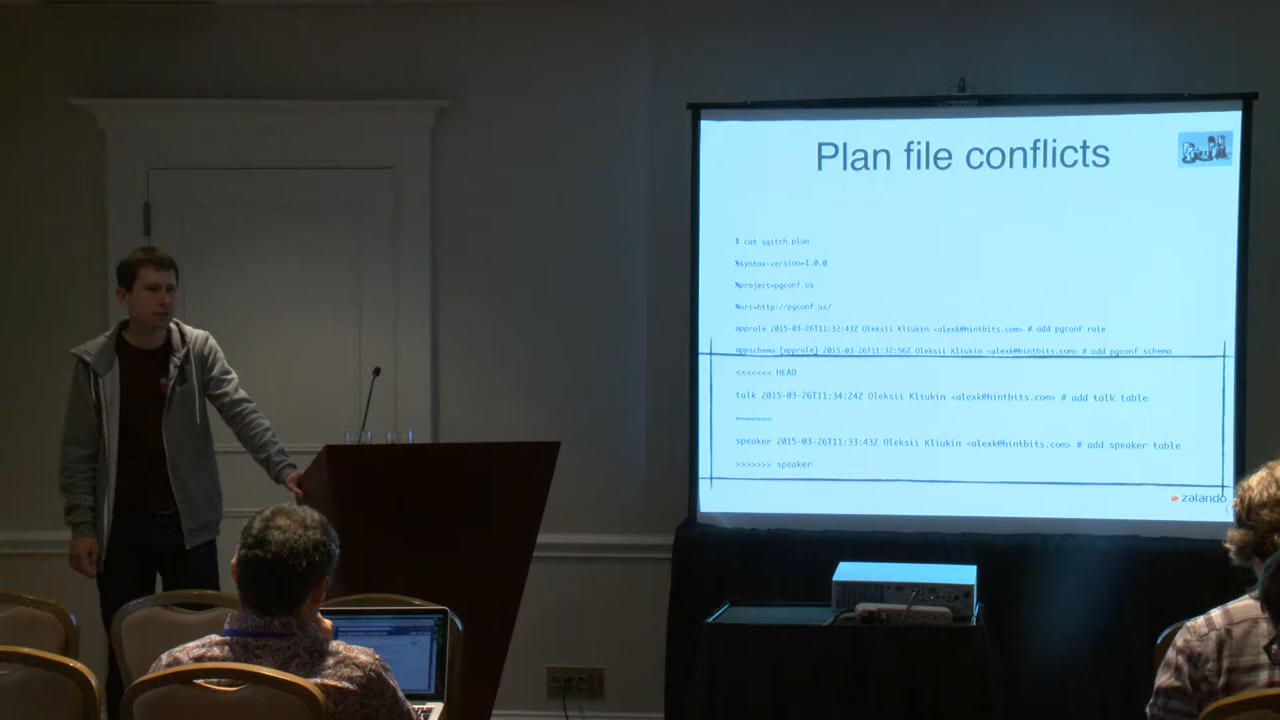 Plan file conflicts
$ cat sqitch.plan
%syntax-version=1.0.0
%project=pgconf.us
%uri=http://pgconf.us/
approle 2015-03-26T11:32:43Z Oleksii Kliukin <alexk@hintbits.com> # add pgconf role
appschema [approle] 2015-03-26T11:32:56Z Oleksii Kliukin <alexk@hintbits.com> # add pgconf schema
<<<<<<< HEAD
talk 2015-03-26T11:34:24Z Oleksii Kliukin <alexk@hintbits.com> # add talk table
=======
speaker 2015-03-26T11:33:43Z Oleksii Kliukin <alexk@hintbits.com> # add speaker table
>>>>>>> speaker
zalando